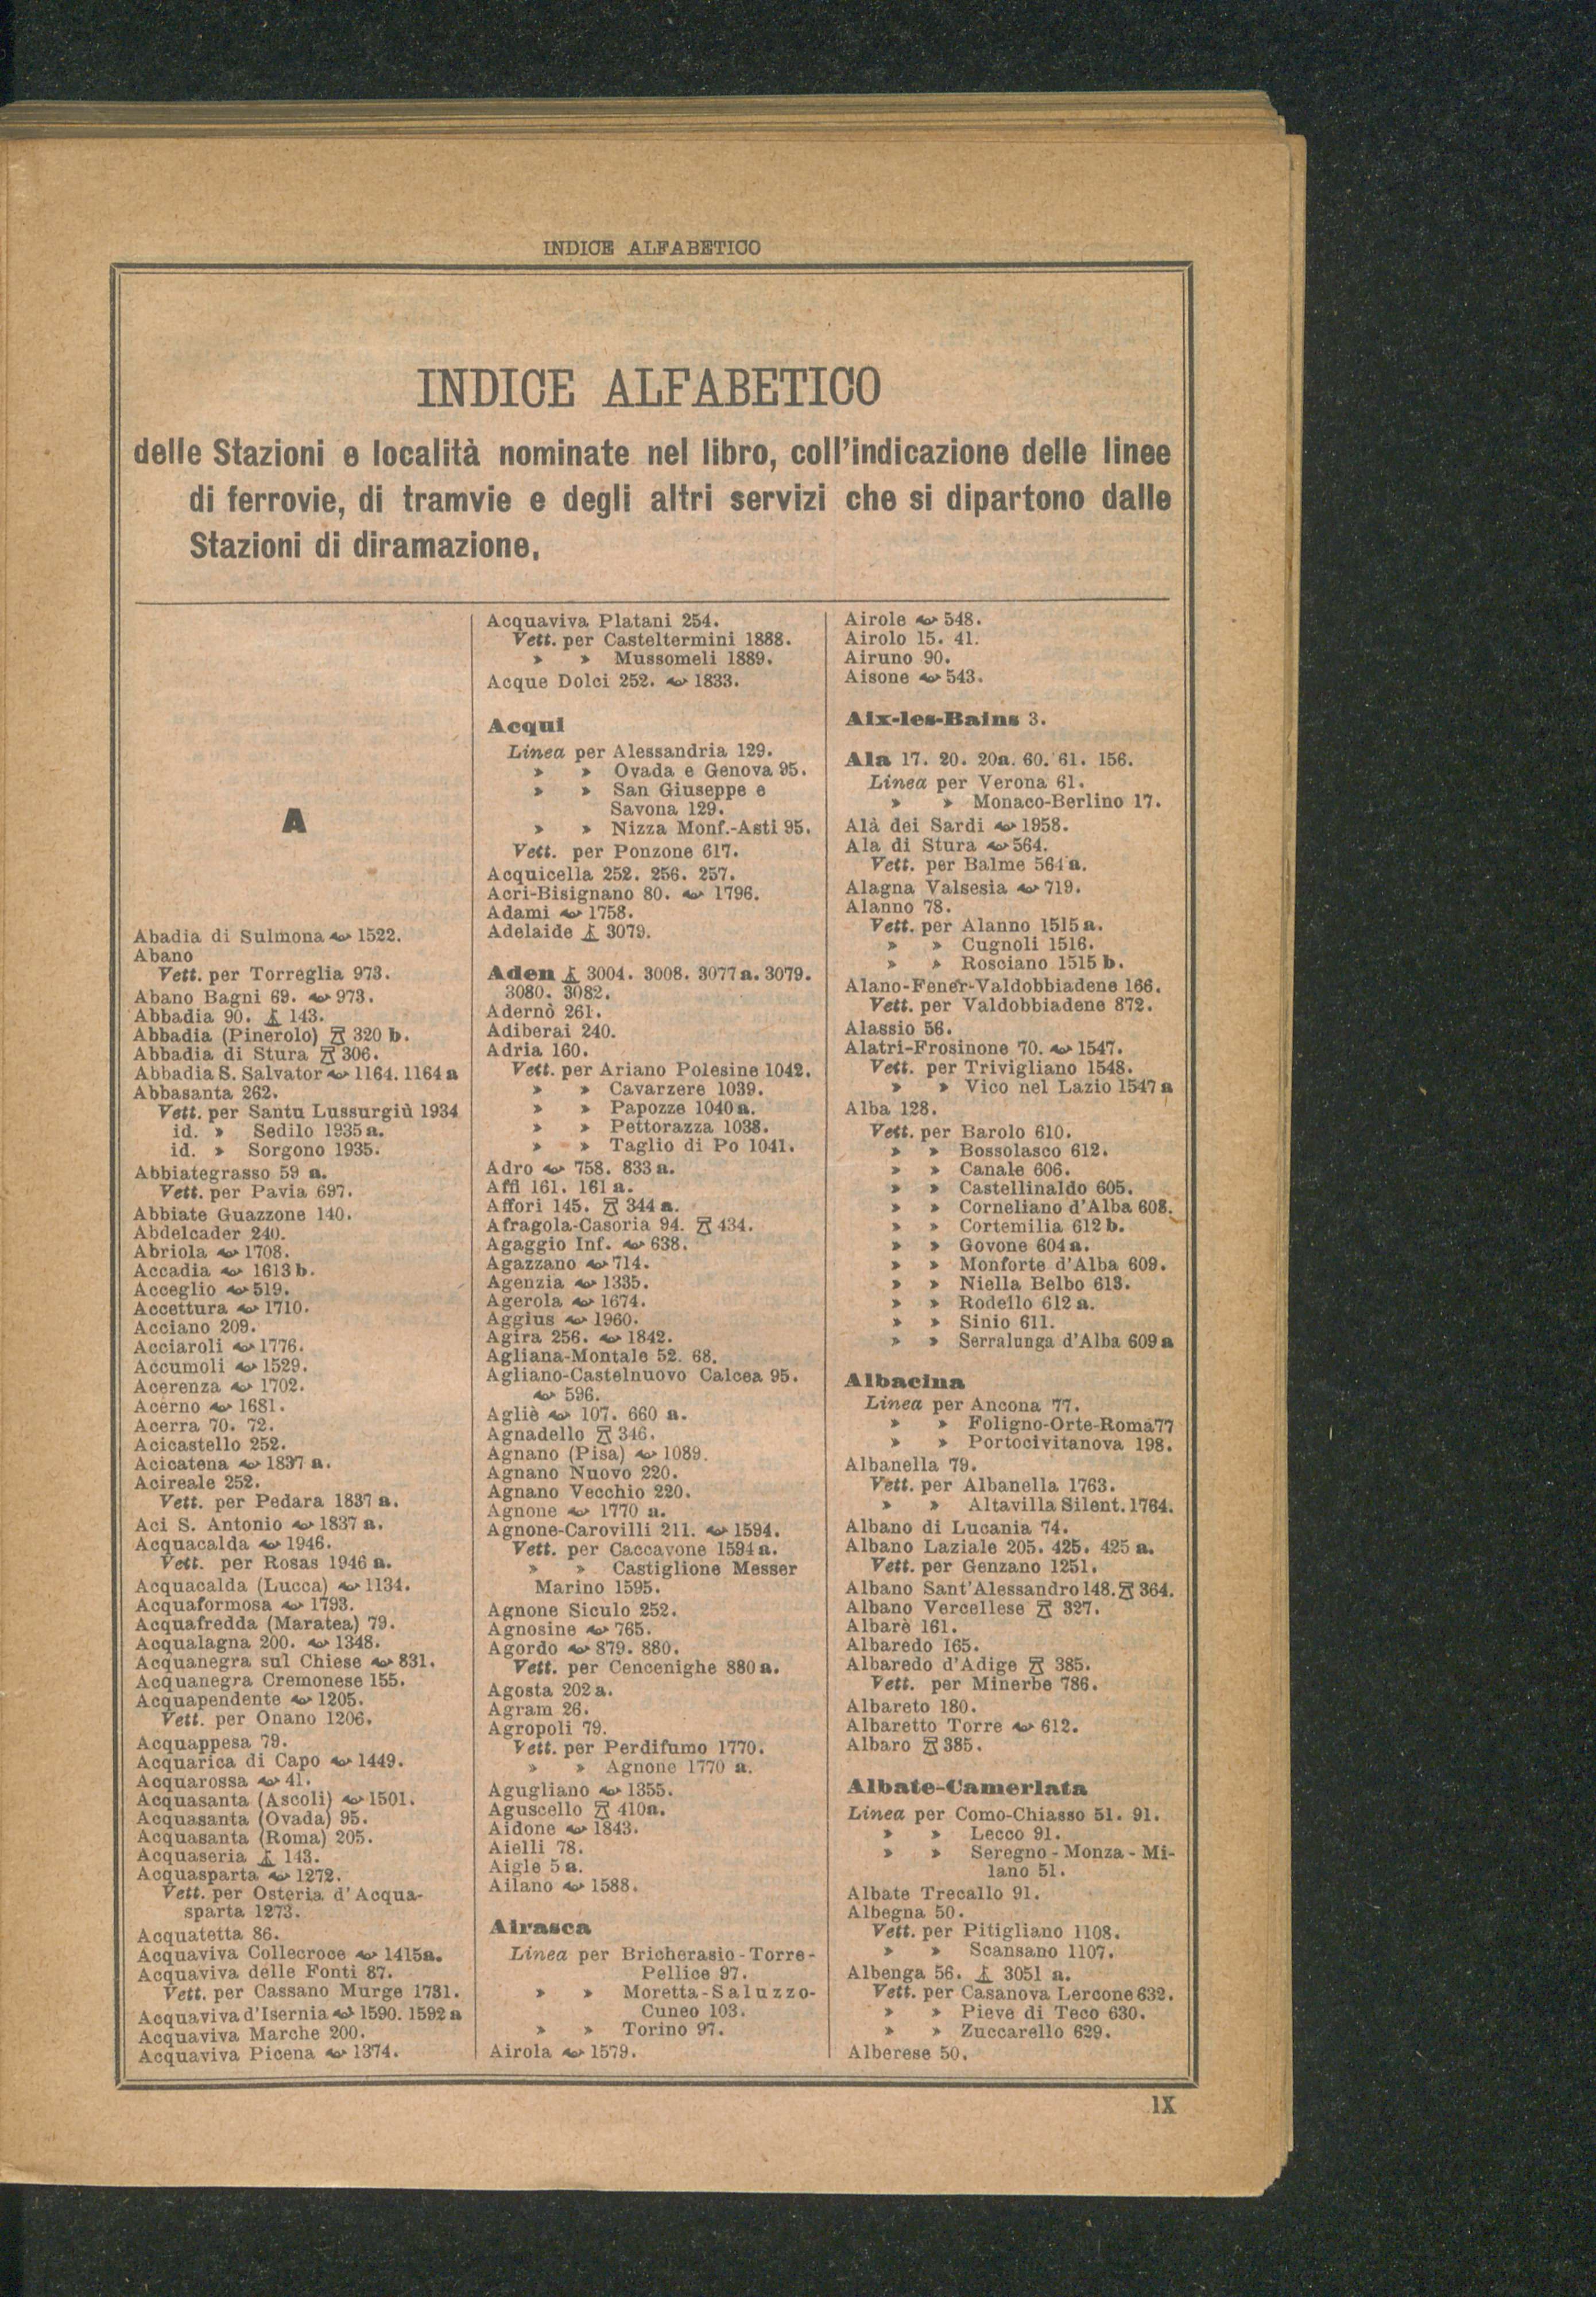 INDICE ALFABETICO
INDICE ALFABETICO
delle Stazioni e località nominate nel libro, coll'indicazione delle linee
di ferrovie, di tramvie e degli altri servizi che si dipartono dalle
Stazioni di diramazione.
A
Abadia di Sulmona 1522.
Abano
Vett. per Torreglia 973.
Abano Bagni 69. 973.
Abbadia 90. 143.
Abbadia (Pinerolo) 320 b.
Abbadia di Stura 306.
Abbadia S. Salvator 1164. 1164 a
Abbasanta 262.
Vett. per Santu Lussurgiù 1934
id. » Sedilo 1935 a.
id. » Sorgono 1935.
Abbiategrasso 59 a.
Vett. per Pavia 697.
Abbiate Guazzone 140.
Abdelcader 240.
Abriola 1708.
Accadia 1613 b.
Acceglio 519.
Accettura 1710.
Acciano 209.
Acciaroli 1776.
Accumoli 1529.
Acerenza 1702.
Acerno 1681.
Acerra 70. 72.
Acicastello 252.
Acicatena 1837 a.
Acireale 252.
Vett. per Pedara 1837 a.
Aci S. Antonio 1837 a.
Acquacalda 1946.
Vett. per Rosas 1946 a.
Acquacalda (Lucca) 1134.
Acquaformosa 1793.
Acquafredda (Maratea) 79.
Acqualagna 200. 1348.
Acquanegra sul Chiese 831.
Acquanegra Cremonese 155.
Acquapendente 1205.
Vett. per Onano 1206.
Acquappesa 79.
Acquarica di Capo 1449.
Acquarossa 41.
Acquasanta (Ascoli) 1501.
Acquasanta (Ovada) 95.
Acquasanta (Roma) 205.
Acquaseria 143.
Acquasparta 1272.
Vett. per Osteria d'Acqua-
sparta 1273.
Acquatetta 86.
Acquaviva Collecroce 1415a.
Acquaviva delle Fonti 87.
Vett. per Cassano Murge 1731.
Acquaviva d'Isernia 1590. 1592 a
Acquaviva Marche 200.
Acquaviva Picena 1374.
Acquaviva Platani 254.
Vett. per Casteltermini 1888.
» » Mussomeli 1889.
Acque Dolci 252. 1833.
Acqui
Linea per Alessandria 129.
» » Ovada e Genova 95.
» » San Giuseppe e
Savona 129.
» » Nizza Monf.-Asti 95.
Vett. per Ponzone 617.
Acquicella 252. 256. 257.
Acri-Bisignano 80. 1796.
Adami 1758.
Adelaide 3079.
Aden 3004. 3008. 3077 a. 3079.
3080. 3082.
Adernò 261.
Adiberai 240.
Adria 160.
Vett. per Ariano Polesine 1042.
» » Cavarzere 1039.
» » Papozze 1040 a.
» » Pettorazza 1038.
» » Taglio di Po 1041.
Adro 758. 833 a.
Affi 161. 161 a.
Affori 145. 344 a.
Afragola-Casoria 94. 434.
Agaggio Inf. 638.
Agazzano 714.
Agenzia 1335.
Agerola 1674.
Aggius 1960.
Agira 256. 1842.
Agliana-Montale 52. 68.
Agliano-Castelnuovo Calcea 95.
596.
Agliè 107. 660 a.
Agnadello 346.
Agnano (Pisa) 1089.
Agnano Nuovo 220.
Agnano Vecchio 220.
Agnone 1770 a.
Agnone-Carovilli 211. 1594.
Vett. per Caccavone 1594 a.
» » Castiglione Messer
Marino 1595.
Agnone Siculo 252.
Agnosine 765.
Agordo 879. 880.
Vett. per Cencenighe 880 a.
Agosta 202 a.
Agram 26.
Agropoli 79.
Vett. per Perdifumo 1770.
» » Agnone 1770 a.
Agugliano 1355.
Aguscello 410a.
Aidone 1843.
Aielli 78.
Aigle 5 a.
Ailano 1588.
Airasca
Linea per Bricherasio-Torre-
Pellice 97.
» » Moretta-Saluzzo-
Cuneo 103.
» » Torino 97.
Airola 1579.
Airole 548.
Airolo 15. 41.
Airuno 90.
Aisone 543.
Aix-les-Bains 3.
Ala 17. 20. 20a. 60. 61. 156.
Linea per Verona 61.
» » Monaco-Berlino 17.
Alà dei Sardi 1958.
Ala di Stura 564.
Vett. per Balme 564 a.
Alagna Valsesia 719.
Alanno 78.
Vett. per Alanno 1515 a.
» » Cugnoli 1516.
» » Rosciano 1515 b.
Alano-Fener-Valdobbiadene 166.
Vett. per Valdobbiadene 872.
Alassio 56.
Alatri-Frosinone 70. 1547.
Vett. per Trivigliano 1548.
» » Vico nel Lazio 1547 a
Alba 128.
Vett. per Barolo 610.
» » Bossolasco 612.
» » Canale 606.
» » Castellinaldo 605.
» » Corneliano d'Alba 608.
» » Cortemilia 612 b.
» » Govone 604 a.
» » Monforte d'Alba 609.
» » Niella Belbo 613.
» » Rodello 612 a.
» » Sinio 611.
» » Serralunga d'Alba 609 a
Albacina
Linea per Ancona 77.
» » Foligno-Orte-Roma 77
» » Portocivitanova 198.
Albanella 79.
Vett. per Albanella 1763.
» » Altavilla Silent. 1764.
Albano di Lucania 74.
Albano Laziale 205. 425. 425 a.
Vett. per Genzano 1251.
Albano Sant'Alessandro 148. 364.
Albano Vercellese 327.
Albarè 161.
Albaredo 165.
Albaredo d'Adige 385.
Vett. per Minerbe 786.
Albareto 180.
Albaretto Torre 612.
Albaro 385.
Albate-Camerlata
Linea per Como-Chiasso 51. 91.
» » Lecco 91.
» » Seregno - Monza - Mi-
lano 51.
Albate Trecallo 91.
Albegna 50.
Vett. per Pitigliano 1108.
» » Scansano 1107.
Albenga 56. 3051 a.
Vett. per Casanova Lercone 632.
» » Pieve di Teco 630.
» » Zuccarello 629.
Alberese 50.
IX